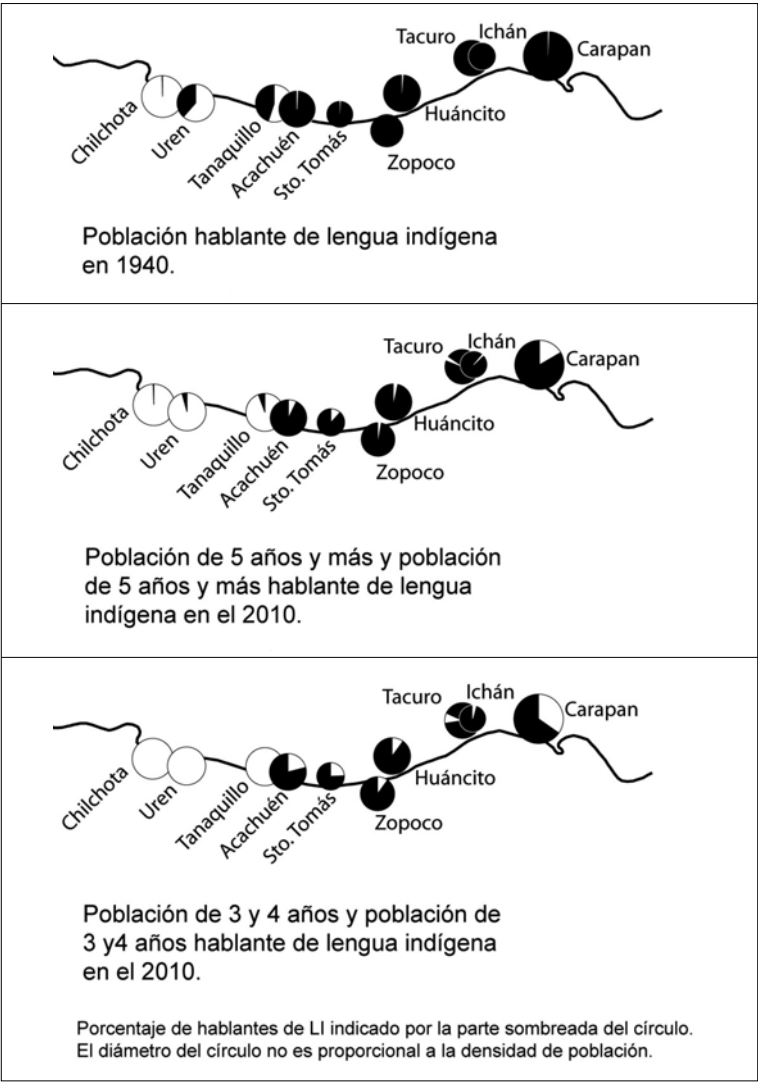 Tacuro
Ichán
Carapan
Chilchota
Uren
Tanaquillo
Acachuén
Sto. Tomás
Huáncito
Zopoco
Población hablante de lengua indígena
en 1940.
Tacuro
Ichán
Carapan
Chilchota
Uren
Tanaquillo
Acachuén
Sto. Tomás
Huáncito
Zopoco
Población de 5 años y más y población
de 5 años y más hablante de lengua
indígena en el 2010.
Tacuro
Ichán
Carapan
Chilchota
Uren
Tanaquillo
Acachuén
Sto. Tomás
Huáncito
Zopoco
Población de 3 y 4 años y población de
3 y4 años hablante de lengua indígena
en el 2010.
Porcentaje de hablantes de LI indicado por la parte sombreada del círculo.
El diámetro del círculo no es proporcional a la densidad de población.